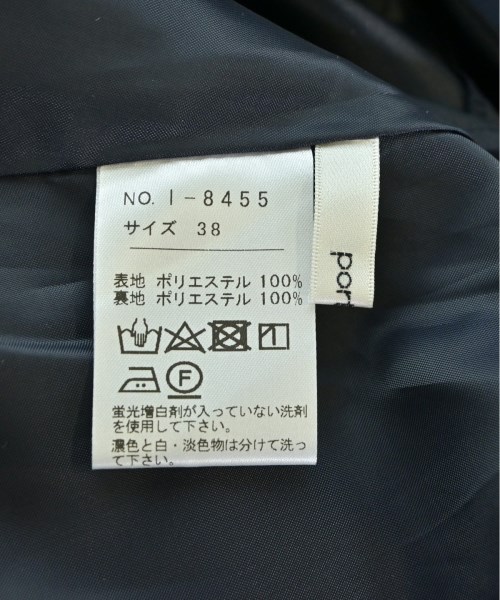 NO. I-8455
サイズ 38
表地 ポリエステル 100%
裏地 ポリエステル 100%
F
蛍光増白剤が入っていない洗剤
を使用して下さい。
濃色と白・淡色物は分けて洗っ
て下さい。
port